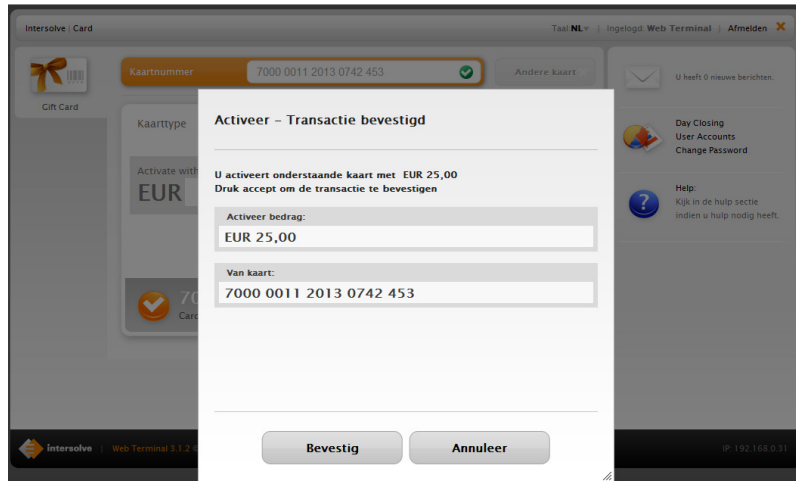 Intersolve | Card
Taal: NL | Ingelogd: Web Terminal | Afmelden
Gift Card
Kaartnummer
7000 0011 2013 0742 453
Andere kaart
Kaarttype
Activate with
EUR
70
Card
Activeer - Transactie bevestigd
U activeert onderstaande kaart met EUR 25,00
Druk accept om de transactie te bevestigen
Activeer bedrag:
EUR 25,00
Van kaart:
7000 0011 2013 0742 453
Bevestig
Annuleer
U heeft 0 nieuwe berichten.
Day Closing
User Accounts
Change Password
Help:
Kijk in de hulp sectie
indien u hulp nodig heeft.
intersolve | Web Terminal 3.1.2 ©
IP: 192.168.0.31